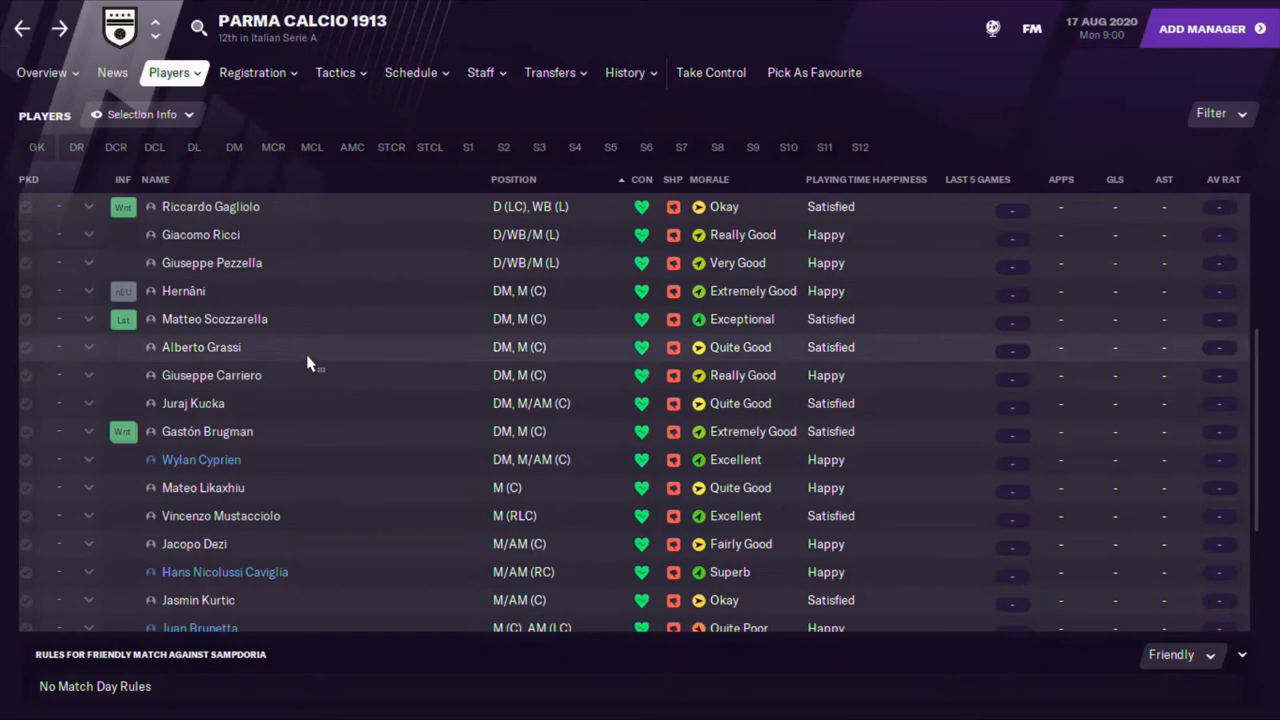 PARMA CALCIO 1913
12th in Italian Serie A
FM
17 AUG 2020
Mon 9:00
ADD MANAGER
Overview News Players Registration Tactics Schedule Staff Transfers History Take Control Pick As Favourite
PLAYERS Selection Info Filter
GK DR DCR DCL DL DM MCR MCL AMC STCR STCL S1 S2 S3 S4 S5 S6 S7 S8 S9 S10 S11 S12
PKD INF NAME POSITION CON SHP MORALE PLAYING TIME HAPPINESS LAST 5 GAMES APPS GLS AST AV RAT
- Wnt Riccardo Gagliolo D (LC), WB (L) Okay Satisfied - - - - -
- Giacomo Ricci D/WB/M (L) Really Good Happy - - - - -
- Giuseppe Pezzella D/WB/M (L) Very Good Happy - - - - -
- nEU Hernâni DM, M (C) Extremely Good Happy - - - - -
- Lat Matteo Scozzarella DM, M (C) Exceptional Satisfied - - - - -
- Alberto Grassi DM, M (C) Quite Good Satisfied - - - - -
- Giuseppe Carriero DM, M (C) Really Good Happy - - - - -
- Juraj Kucka DM, M/AM (C) Quite Good Satisfied - - - - -
- Wnt Gastón Brugman DM, M (C) Extremely Good Satisfied - - - - -
- Wylan Cyprien DM, M/AM (C) Excellent Happy - - - - -
- Mateo Likaxhiu M (C) Quite Good Happy - - - - -
- Vincenzo Mustacciolo M (RLC) Excellent Satisfied - - - - -
- Jacopo Dezi M/AM (C) Fairly Good Happy - - - - -
- Hans Nicolussi Caviglia M/AM (RC) Superb Happy - - - - -
- Jasmin Kurtic M/AM (C) Okay Satisfied - - - - -
- Juan Brunetta M (C), AM (LC) Quite Poor Happy - - - - -
RULES FOR FRIENDLY MATCH AGAINST SAMPDORIA Friendly
No Match Day Rules